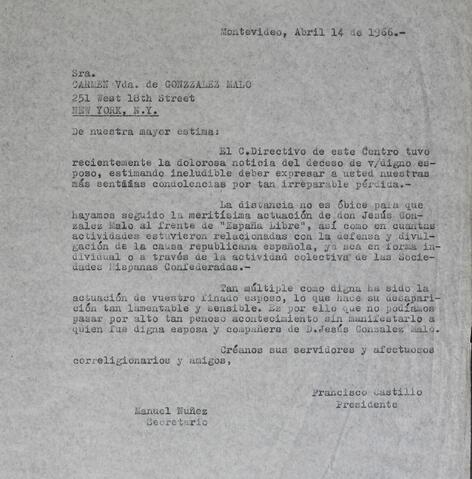 Montevideo, Abril 14 de 1966.-
Sra.
CARMEN Vda. de GONZZALEZ MALO
251 West 18th Street
NEW YORK, N.Y.
De nuestra mayor estima:
El C.Directivo de este Centro tuvo
recientemente la dolorosa noticia del deceso de v/digno es-
poso, estimando ineludible deber expresar a usted nuestras
más sentidas condolencias por tan irreparable pérdida.-
La distancia no es óbice para que
hayamos seguido la meritísima actuación de don Jesús Gon-
zalez Malo al frente de "España Libre", así como en cuantas
actividades estuvieron relacionadas con la defensa y divul-
gación de la causa republicana española, ya sea en forma in-
dividual o a través de la actividad colectiva de las Socie-
dades Hispanas Confederadas.-
Tan múltiple como digna ha sido la
actuación de vuestro finado esposo, lo que hace su desapari-
ción tan lamentable y sensible. Es por ello que no podíamos
pasar por alto tan penoso acontecimiento sin manifestarlo a
quien fue digna esposa y compañera de D.Jesús Gonzalez Malo.
Créanos sus servidores y afectuosos
correligionarios y amigos,
Francisco Castillo
Presidente
Manuel Nuñez
Secretario